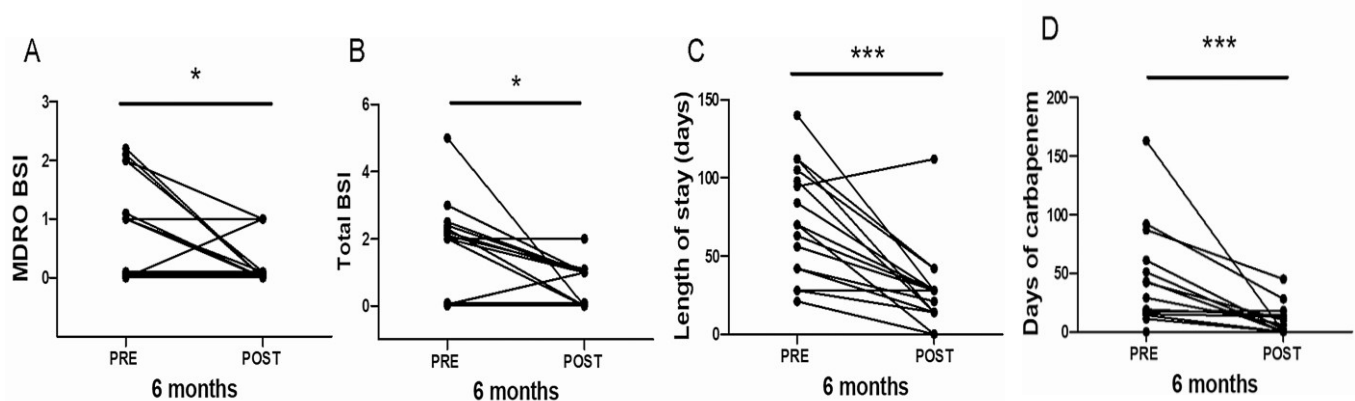 A
*
MDRO BSI
3
2
1
0
PRE POST
6 months
B
*
Total BSI
6
4
2
0
PRE POST
6 months
C
***
Length of stay (days)
150
100
50
0
PRE POST
6 months
D
***
Days of carbapenem
200
150
100
50
0
PRE POST
6 months